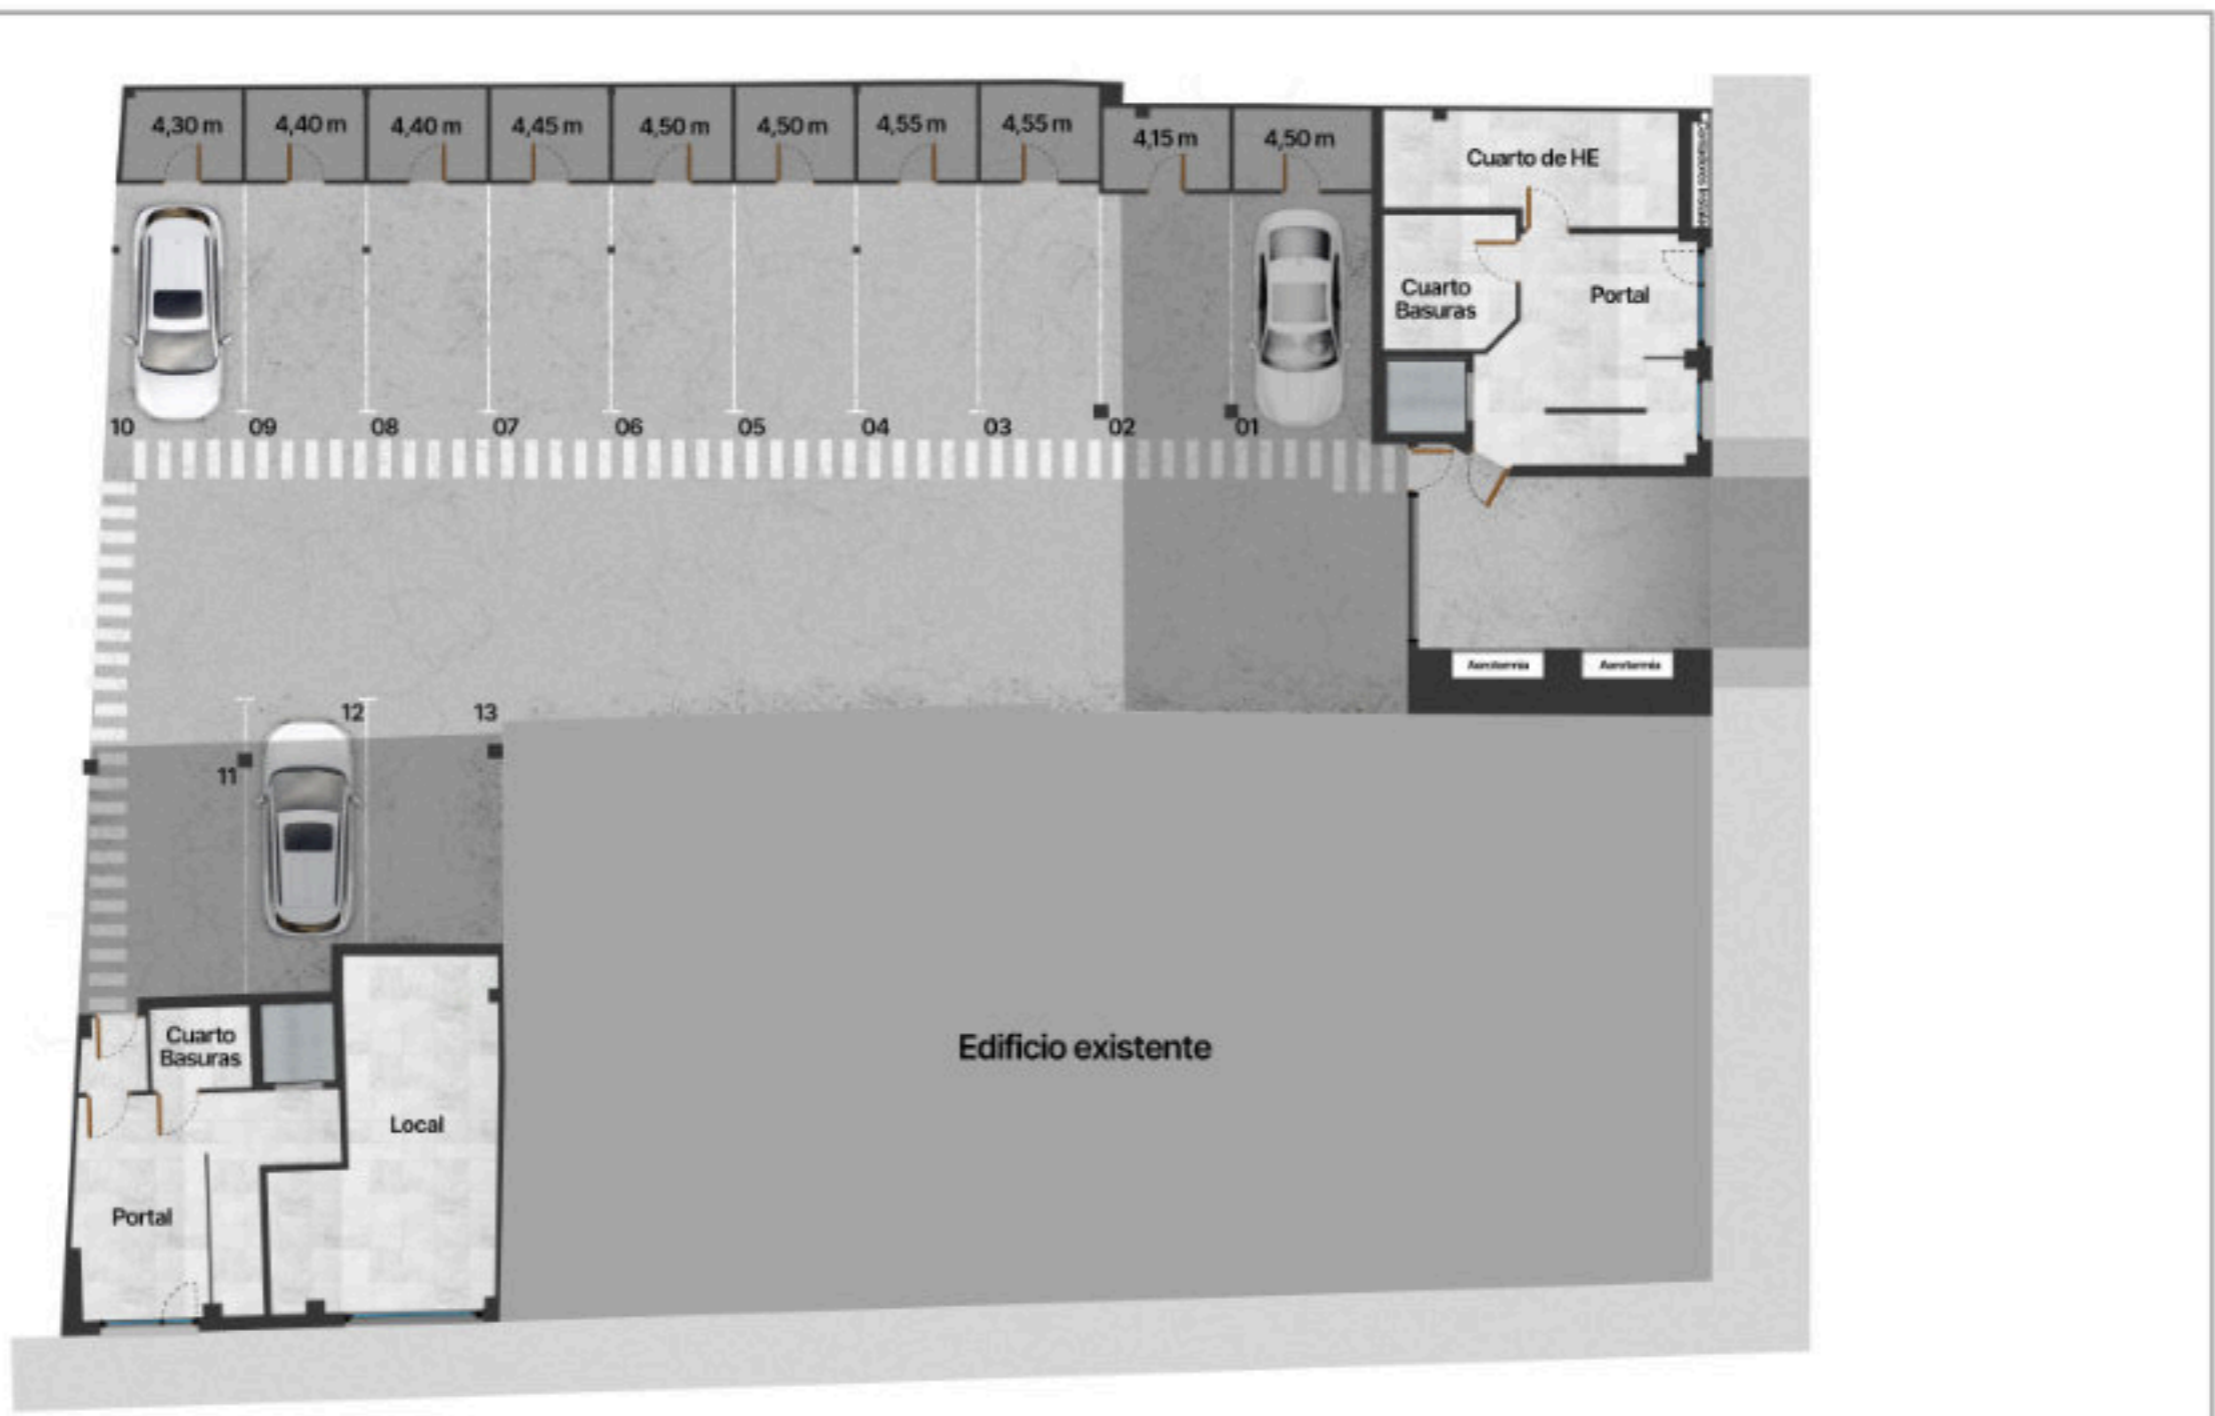 4,30 m
4,40 m
4,40 m
4,45 m
4,50 m
4,50 m
4,55 m
4,55 m
4,15 m
4,50 m
Cuarto de HE
Cuarto
Basuras
Portal
10
09
08
07
06
05
04
03
02
01
Aerotermia
Aerotermia
12
13
11
Cuarto
Basuras
Local
Edificio existente
Portal